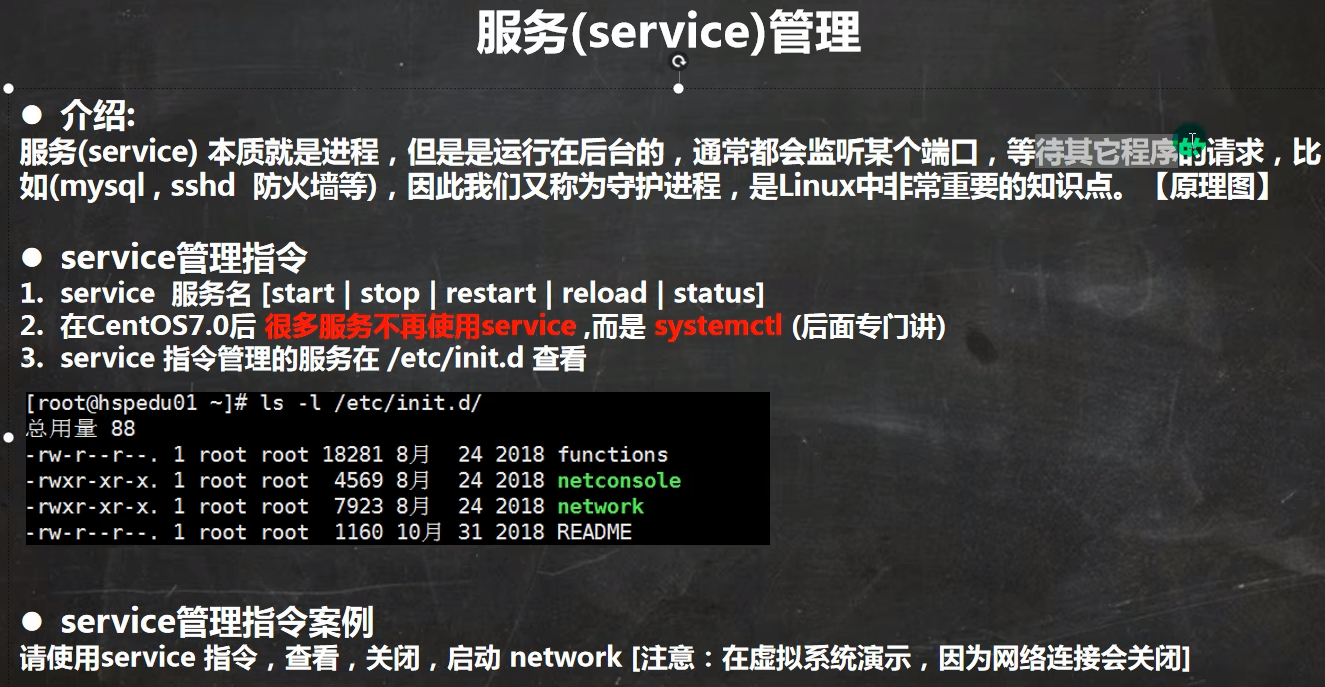 服务(service)管理
● 介绍:
服务(service) 本质就是进程，但是是运行在后台的，通常都会监听某个端口，等待其它程序的请求，比
如(mysql , sshd 防火墙等)，因此我们又称为守护进程，是Linux中非常重要的知识点。【原理图】
● service管理指令
1. service 服务名 [start | stop | restart | reload | status]
2. 在CentOS7.0后 很多服务不再使用service ,而是 systemctl (后面专门讲)
3. service 指令管理的服务在 /etc/init.d 查看
[root@hspedu01 ~]# ls -l /etc/init.d/
总用量 88
-rw-r--r--. 1 root root 18281 8月 24 2018 functions
-rwxr-xr-x. 1 root root 4569 8月 24 2018 netconsole
-rwxr-xr-x. 1 root root 7923 8月 24 2018 network
-rw-r--r--. 1 root root 1160 10月 31 2018 README
● service管理指令案例
请使用service 指令，查看，关闭，启动 network [注意：在虚拟系统演示，因为网络连接会关闭]